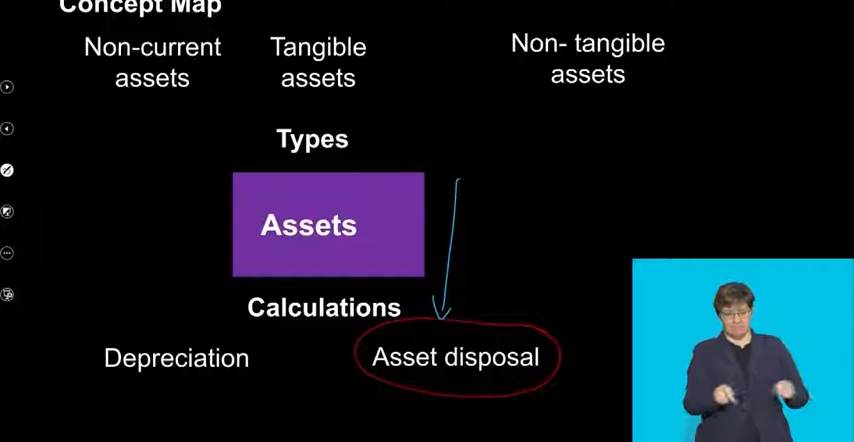 Concept Map
Non-current
assets
Tangible
assets
Non- tangible
assets
Types
Assets
Calculations
Depreciation
Asset disposal